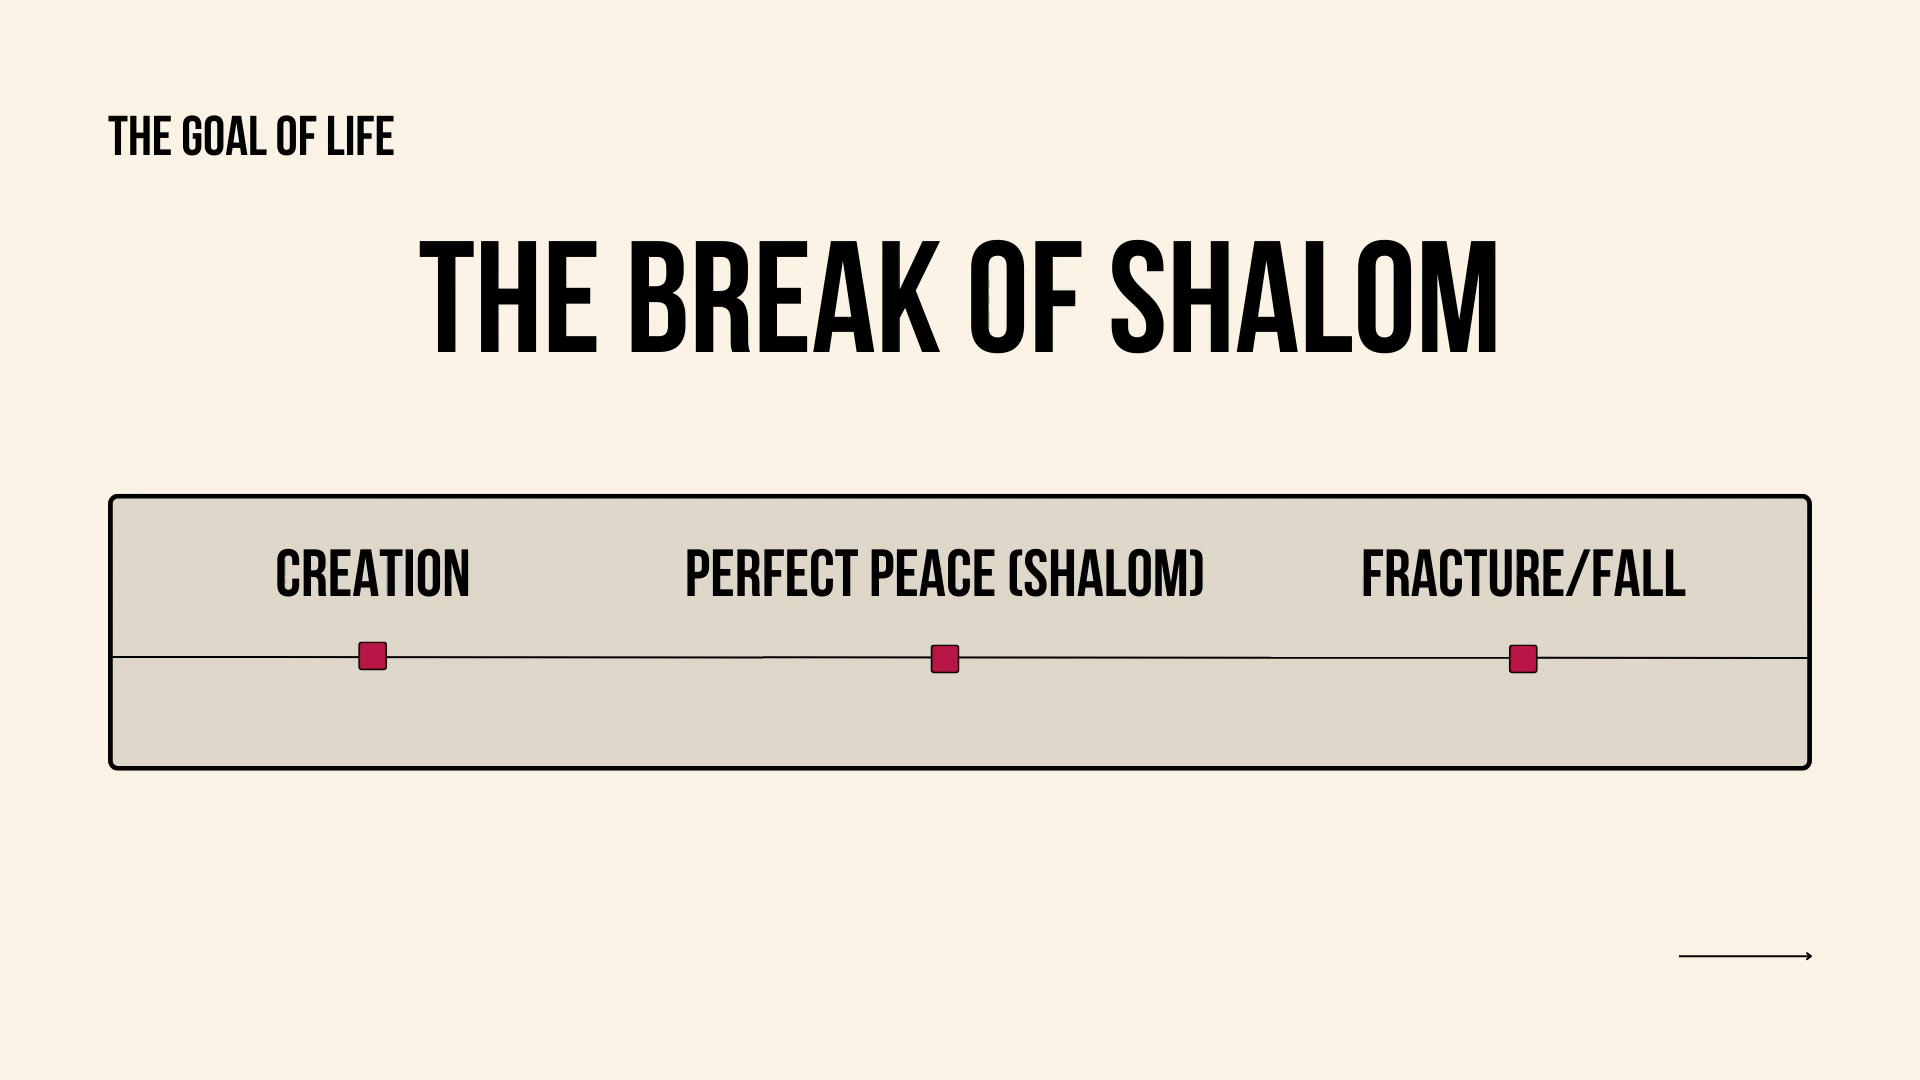 THE GOAL OF LIFE
THE BREAK OF SHALOM
CREATION
PERFECT PEACE (SHALOM)
FRACTURE/FALL